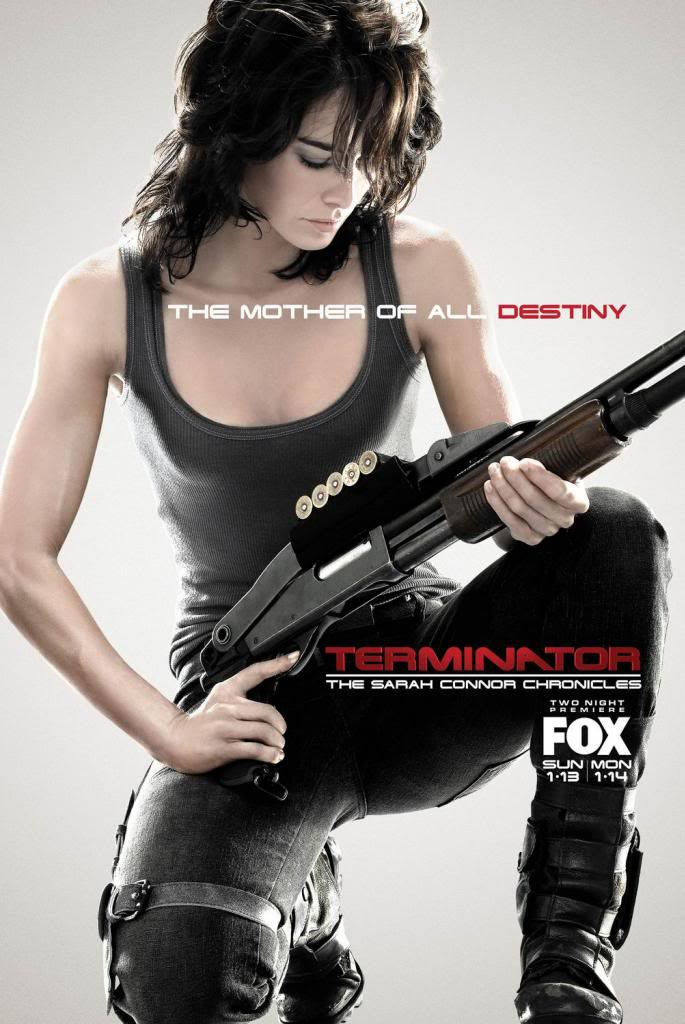 THE MOTHER OF ALL DESTINY
TERMINATOR
THE SARAH CONNOR CHRONICLES
TWO NIGHT
PREMIERE
FOX
SUN | MON
1·13 | 1·14